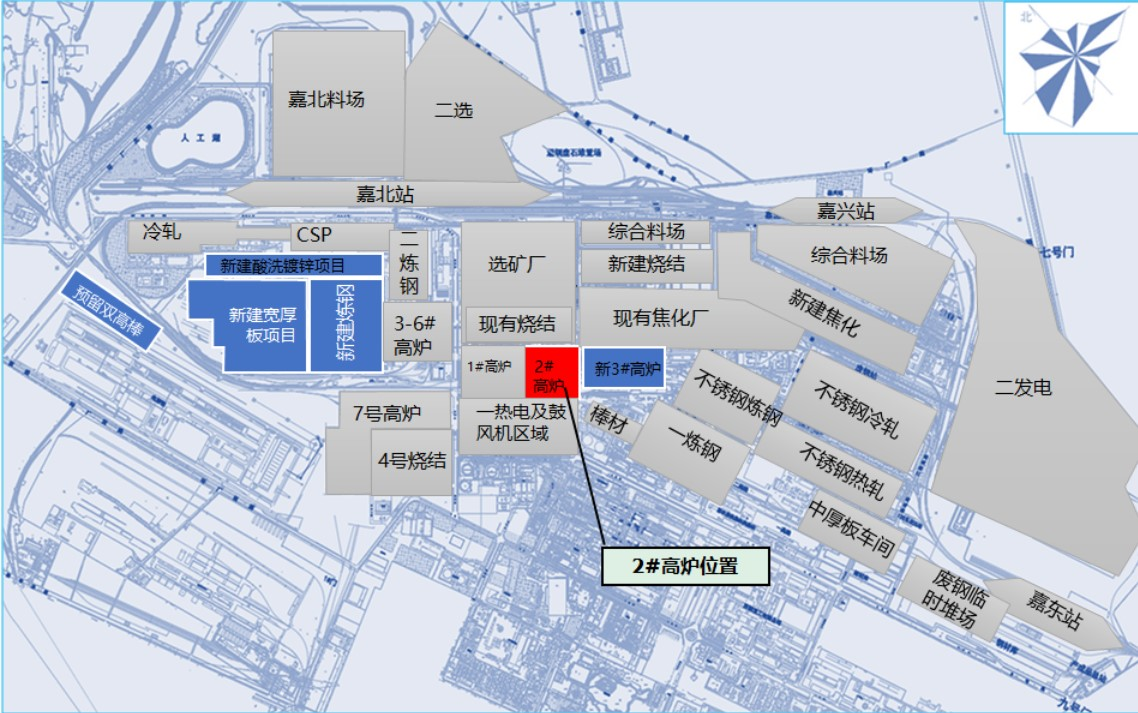 北
嘉北料场
二选
人工湖
嘉北站
嘉兴站
七号门
冷轧
CSP
二炼钢
选矿厂
综合料场
综合料场
新建烧结
新建酸洗镀锌项目
预留双高棒
新建宽厚
板项目
新建炼钢
3-6#
高炉
现有烧结
现有焦化厂
新建焦化
1#高炉
2#
高炉
新3#高炉
二发电
7号高炉
一热电及鼓
风机区域
棒材
不锈钢炼钢
不锈钢冷轧
4号烧结
一炼钢
不锈钢热轧
中厚板车间
2#高炉位置
废钢临
时堆场
嘉东站